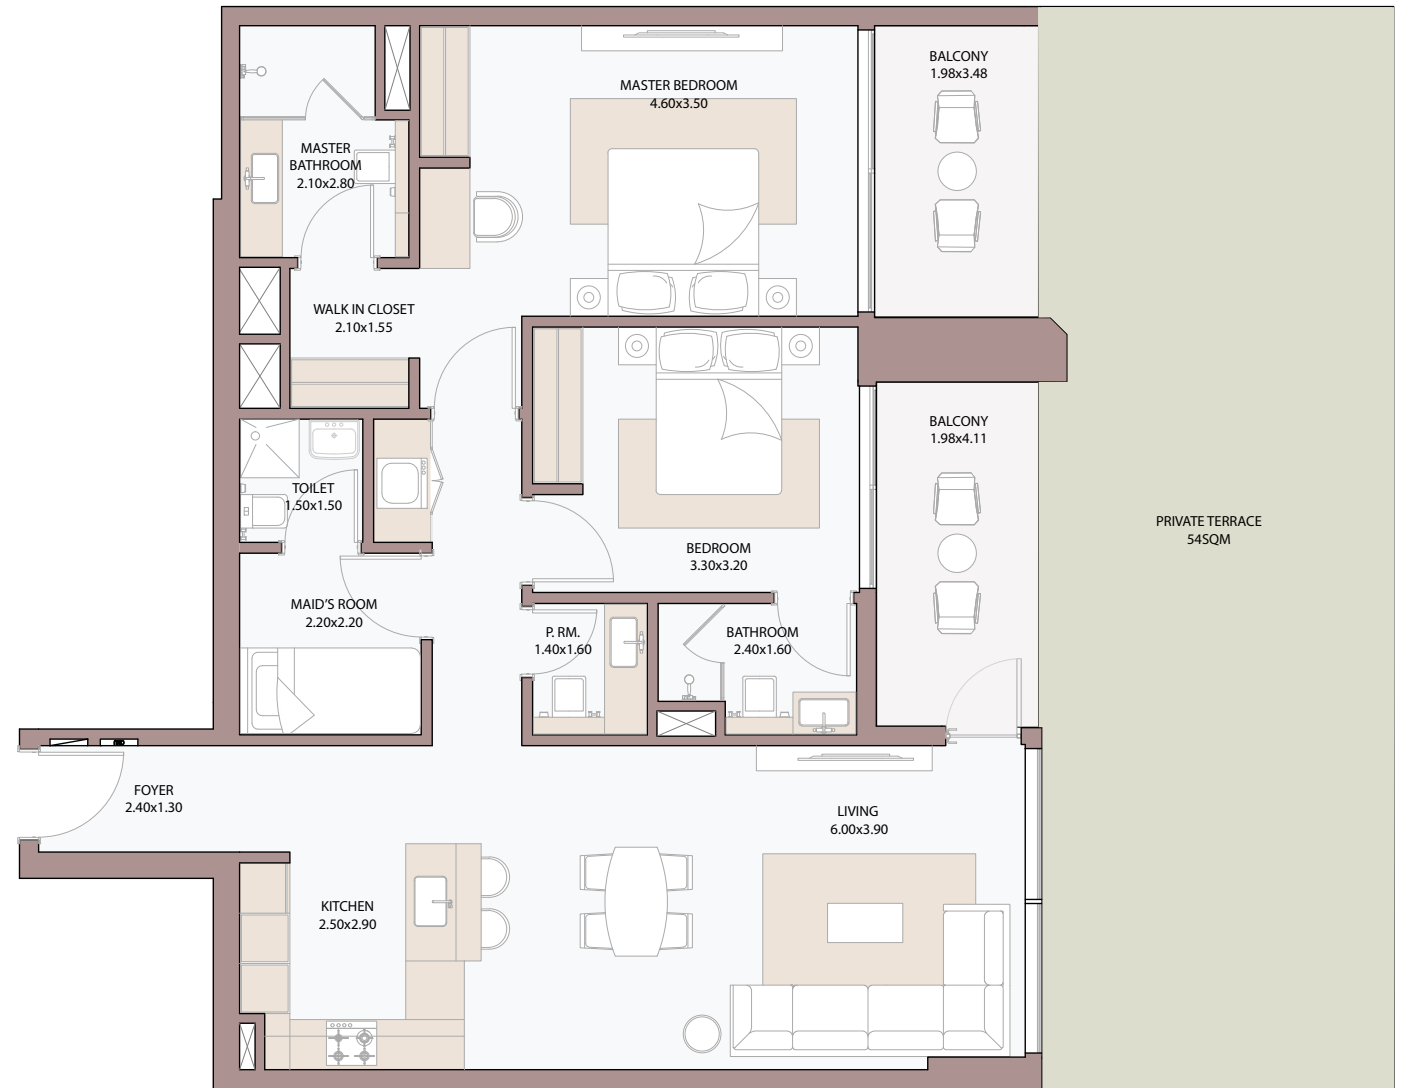 BALCONY
1.98x3.48
MASTER BEDROOM
4.60x3.50
MASTER
BATHROOM
2.10x2.80
WALK IN CLOSET
2.10x1.55
BALCONY
1.98x4.11
TOILET
1.50x1.50
PRIVATE TERRACE
54SQM
BEDROOM
3.30x3.20
MAID'S ROOM
2.20x2.20
P. RM.
1.40x1.60
BATHROOM
2.40x1.60
FOYER
2.40x1.30
LIVING
6.00x3.90
KITCHEN
2.50x2.90